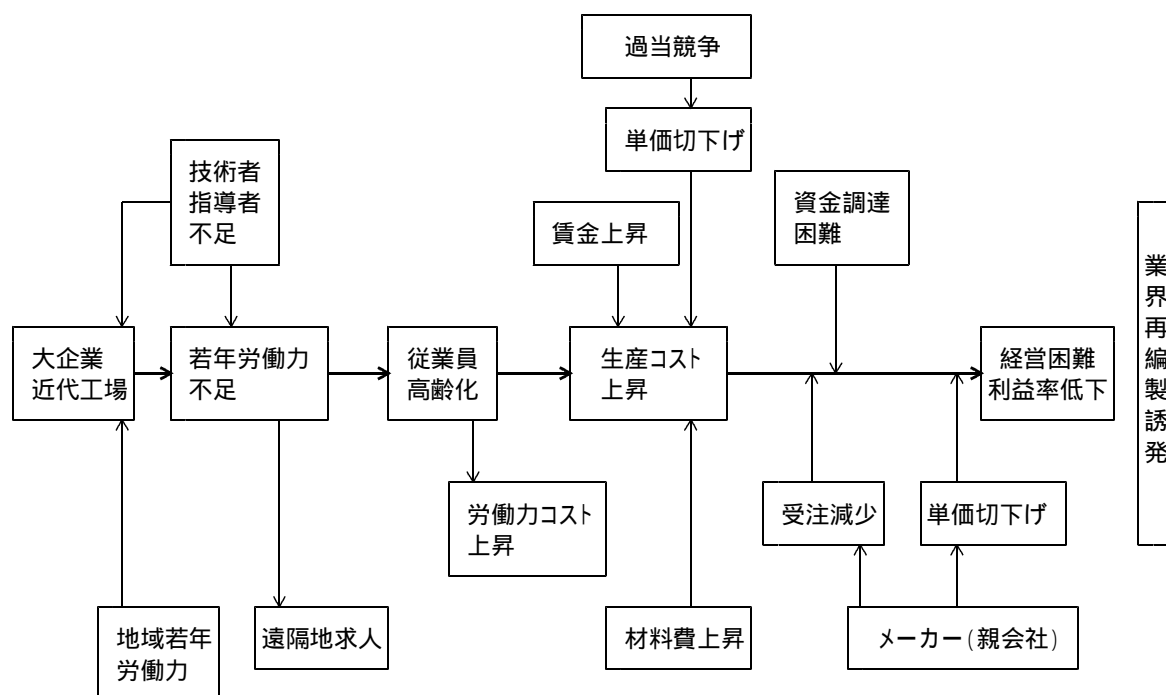 過当競争
単価切下げ
技術者
指導者
不足
資金調達
困難
賃金上昇
大企業
近代工場
若年労働力
不足
従業員
高齢化
生産コスト
上昇
経営困難
利益率低下
業
界
再
編
製
誘
発
労働力コスト
上昇
受注減少
単価切下げ
地域若年
労働力
遠隔地求人
材料費上昇
メーカー(親会社)